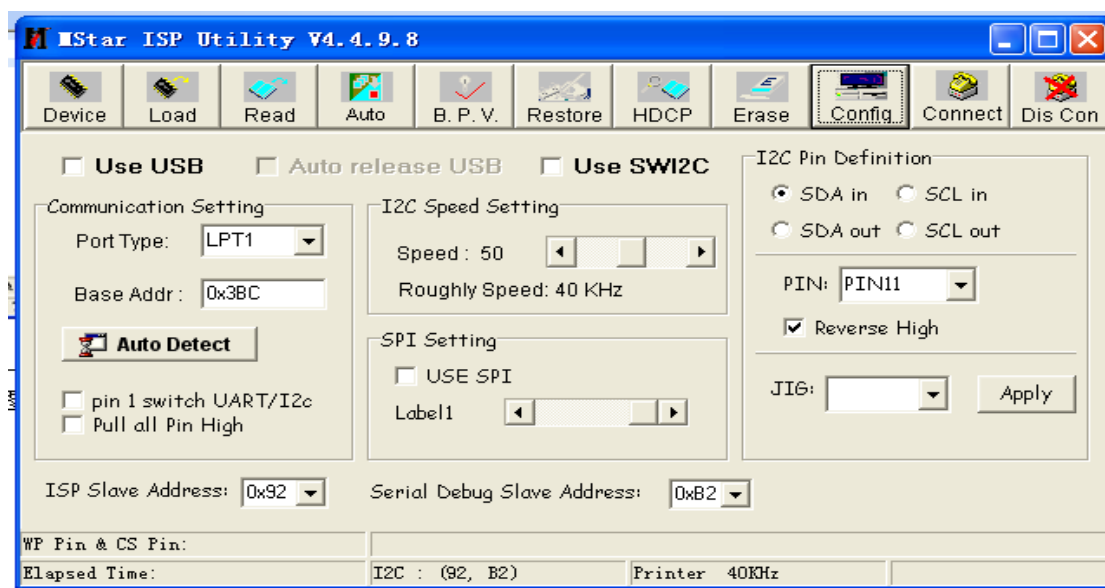 MStar ISP Utility V4.4.9.8
Device Load Read Auto B. P. V. Restore HDCP Erase Config Connect Dis Con
Use USB Auto release USB Use SWI2C
Communication Setting
Port Type: LPT1
Base Addr : 0x3BC
Auto Detect
pin 1 switch UART/I2c
Pull all Pin High
I2C Speed Setting
Speed : 50
Roughly Speed: 40 KHz
SPI Setting
USE SPI
Label1
I2C Pin Definition
SDA in SCL in
SDA out SCL out
PIN: PIN11
Reverse High
JIG: Apply
ISP Slave Address: 0x92 Serial Debug Slave Address: 0xB2
WP Pin & CS Pin:
Elapsed Time: I2C : (92, B2) Printer 40KHz